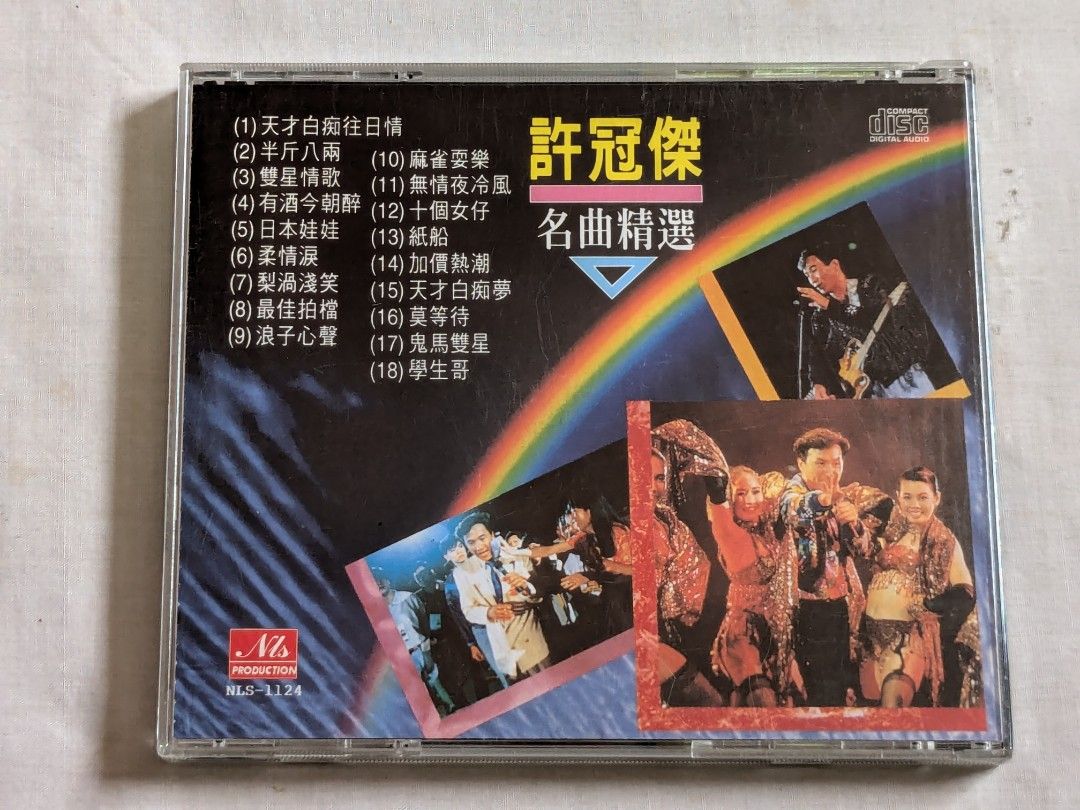 (1) 天才白痴往日情
(2) 半斤八兩
(3) 雙星情歌
(4) 有酒今朝醉
(5) 日本娃娃
(6) 柔情淚
(7) 梨渦淺笑
(8) 最佳拍檔
(9) 浪子心聲
(10) 麻雀耍樂
(11) 無情夜冷風
(12) 十個女仔
(13) 紙船
(14) 加價熱潮
(15) 天才白痴夢
(16) 莫等待
(17) 鬼馬雙星
(18) 學生哥
許冠傑
名曲精選
COMPACT
disc
DIGITAL AUDIO
Nls
PRODUCTION
NLS-1124